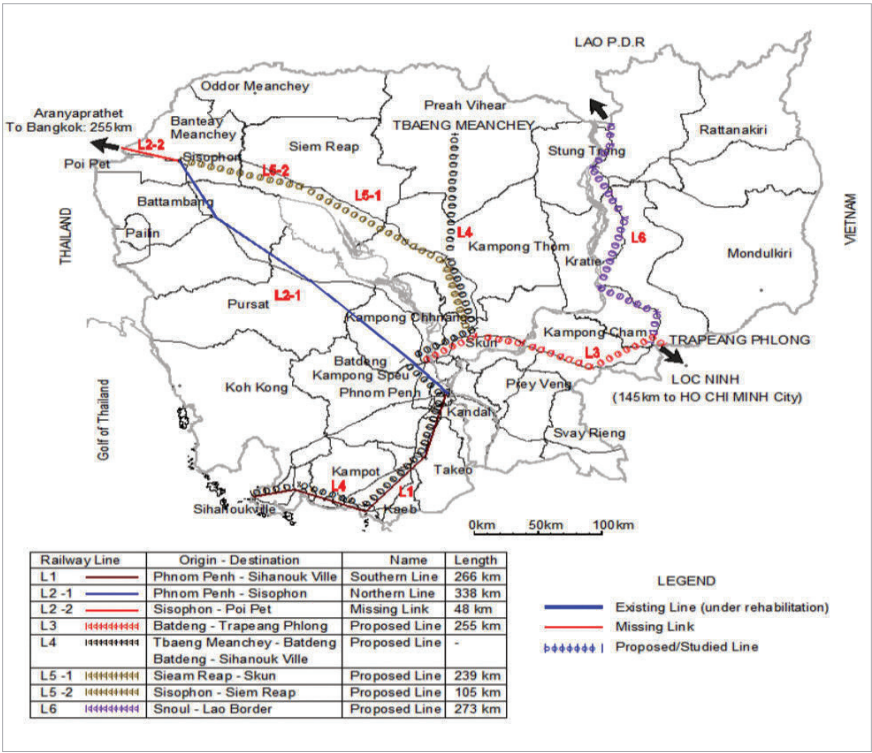 LAO P.D.R
Oddor Meanchey
Preah Vihear
Aranyaprathet
To Bangkok: 255km
Banteay
Meanchey
TBAENG MEANCHEY
Rattanakiri
L2-2
Siem Reap
Stung Treng
Poi Pet
Sisophon
L5-2
L5-1
Battambang
THAILAND
Pailin
L4
Kampong Thom
L6
VIETNAM
Mondulkiri
Kratie
L2-1
Pursat
Kampong Chhnang
Kampong Cham
Skun
TRAPEANG PHLONG
L3
Batdeng
Kampong Speu
Koh Kong
Phnom Penh
Prey Veng
LOC NINH
(145km to HO CHI MINH City)
Kandal
Golf of Thailand
Svay Rieng
Kampot
Takeo
L4
L1
Sihanoukville
Kaeb
0km 50km 100km
Railway Line Origin - Destination Name Length
L1 Phnom Penh - Sihanouk Ville Southern Line 266 km
L2 -1 Phnom Penh - Sisophon Northern Line 338 km
L2 -2 Sisophon - Poi Pet Missing Link 48 km
L3 Batdeng - Trapeang Phlong Proposed Line 255 km
L4 Tbaeng Meanchey - Batdeng Proposed Line -
Batdeng - Sihanouk Ville
L5 -1 Sieam Reap - Skun Proposed Line 239 km
L5 -2 Sisophon - Siem Reap Proposed Line 105 km
L6 Snoul - Lao Border Proposed Line 273 km
LEGEND
Existing Line (under rehabilitation)
Missing Link
Proposed/Studied Line